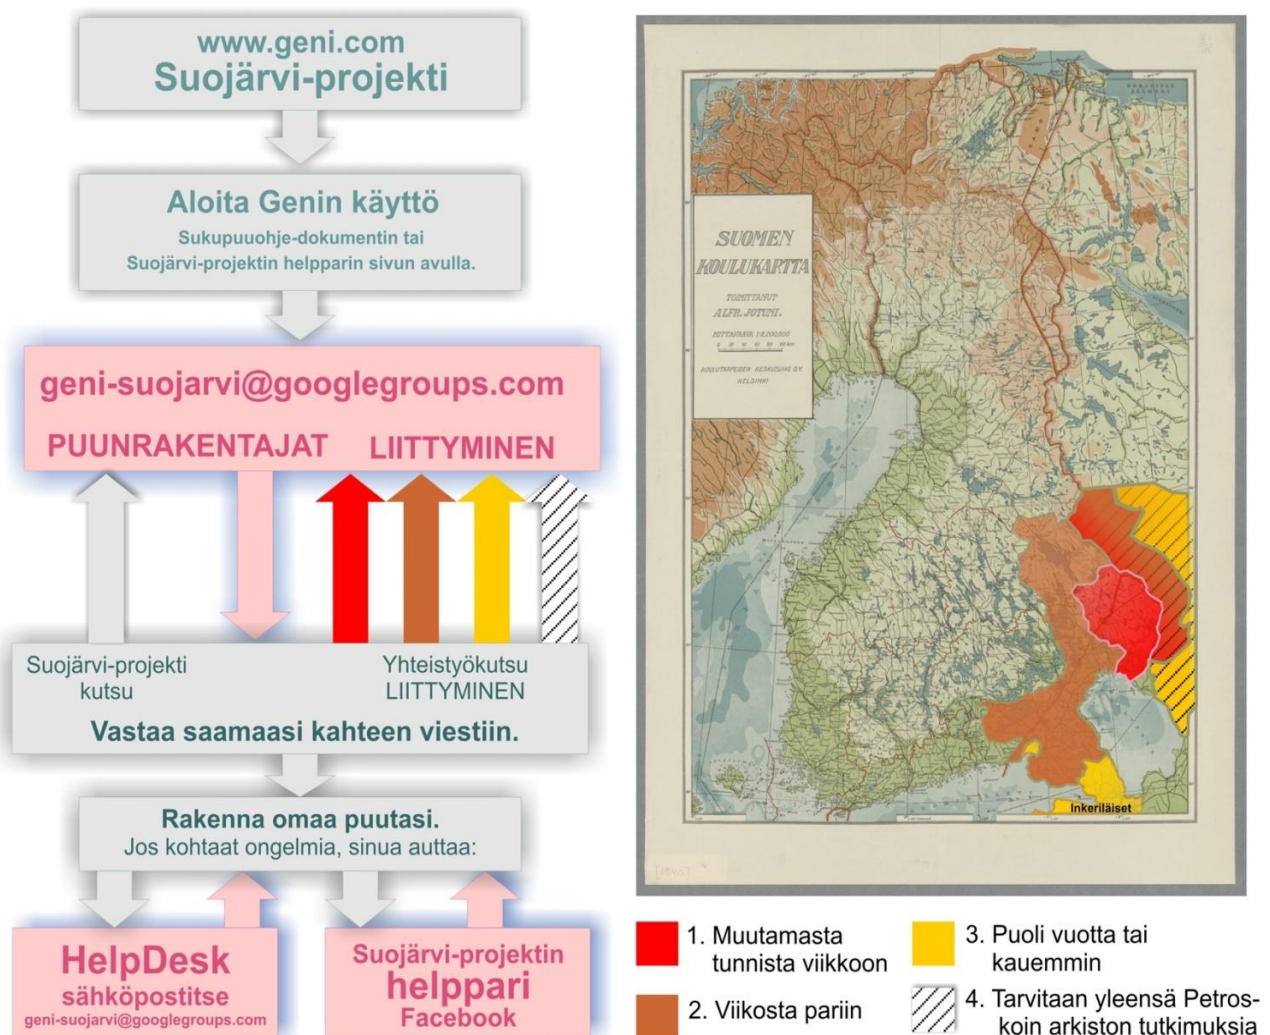 www.geni.com
Suojärvi-projekti
Aloita Genin käyttö
Sukupuuohje-dokumentin tai
Suojärvi-projektin helpparin sivun avulla.
geni-suojarvi@googlegroups.com
PUUNRAKENTAJAT LIITTYMINEN
Suojärvi-projekti
kutsu
Yhteistyökutsu
LIITTYMINEN
Vastaa saamaasi kahteen viestiin.
Rakenna omaa puutasi.
Jos kohtaat ongelmia, sinua auttaa:
HelpDesk
sähköpostitse
geni-suojarvi@googlegroups.com
Suojärvi-projektin
helppari
Facebook
SUOMEN
KOULUKARTTA
TOIMITTANUT
ALFR. JOTUNI.
KOULUTARPEIDEN KESKUSLIIKE O.Y.
HELSINKI
Inkeriläiset
1. Muutamasta
tunnista viikkoon
2. Viikosta pariin
3. Puoli vuotta tai
kauemmin
4. Tarvitaan yleensä Petros-
koin arkiston tutkimuksia